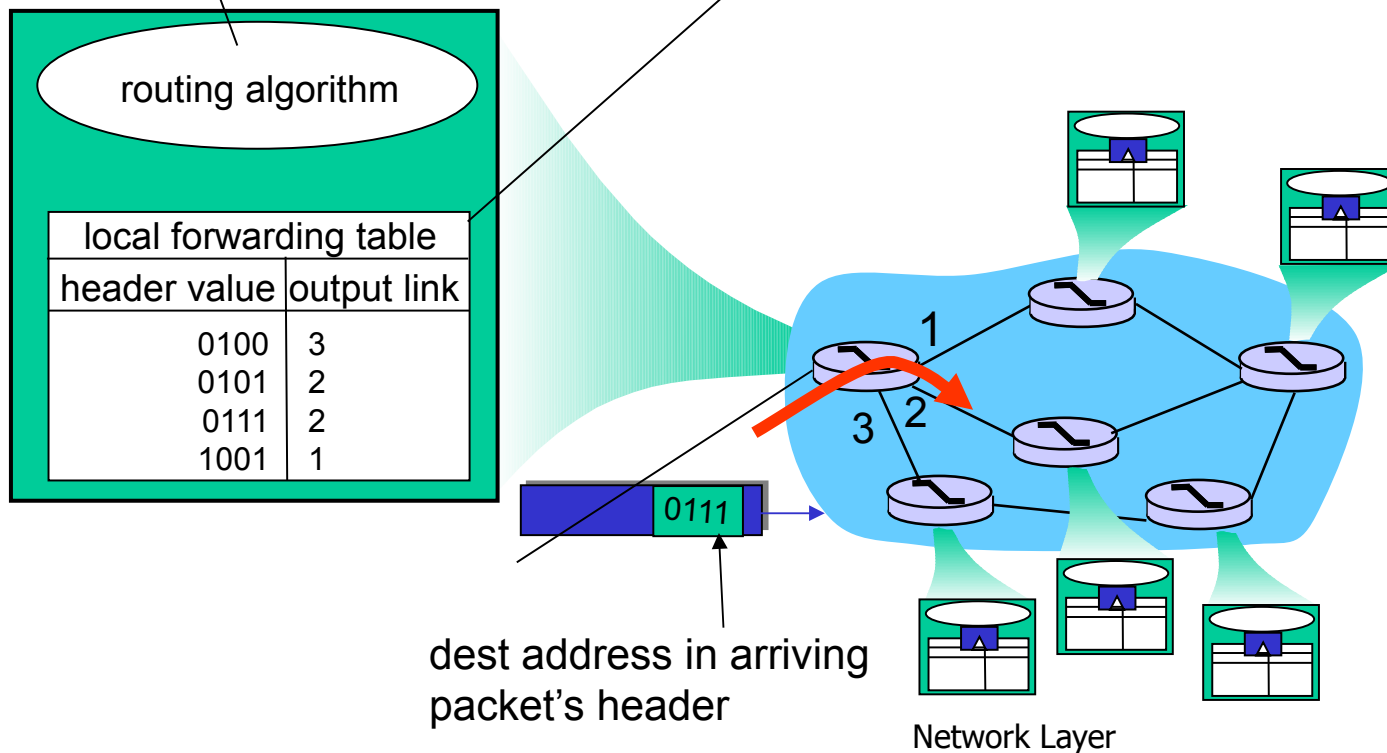 routing algorithm
local forwarding table
header value output link
0100 3
0101 2
0111 2
1001 1
1
2
3
0111
dest address in arriving
packet's header
Network Layer